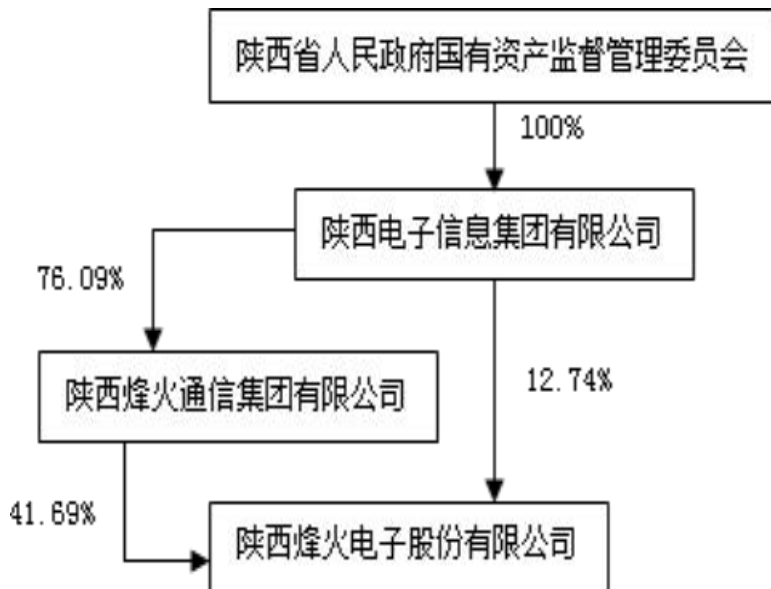 陕西省人民政府国有资产监督管理委员会
100%
陕西电子信息集团有限公司
76.09%
陕西烽火通信集团有限公司
12.74%
41.69%
陕西烽火电子股份有限公司